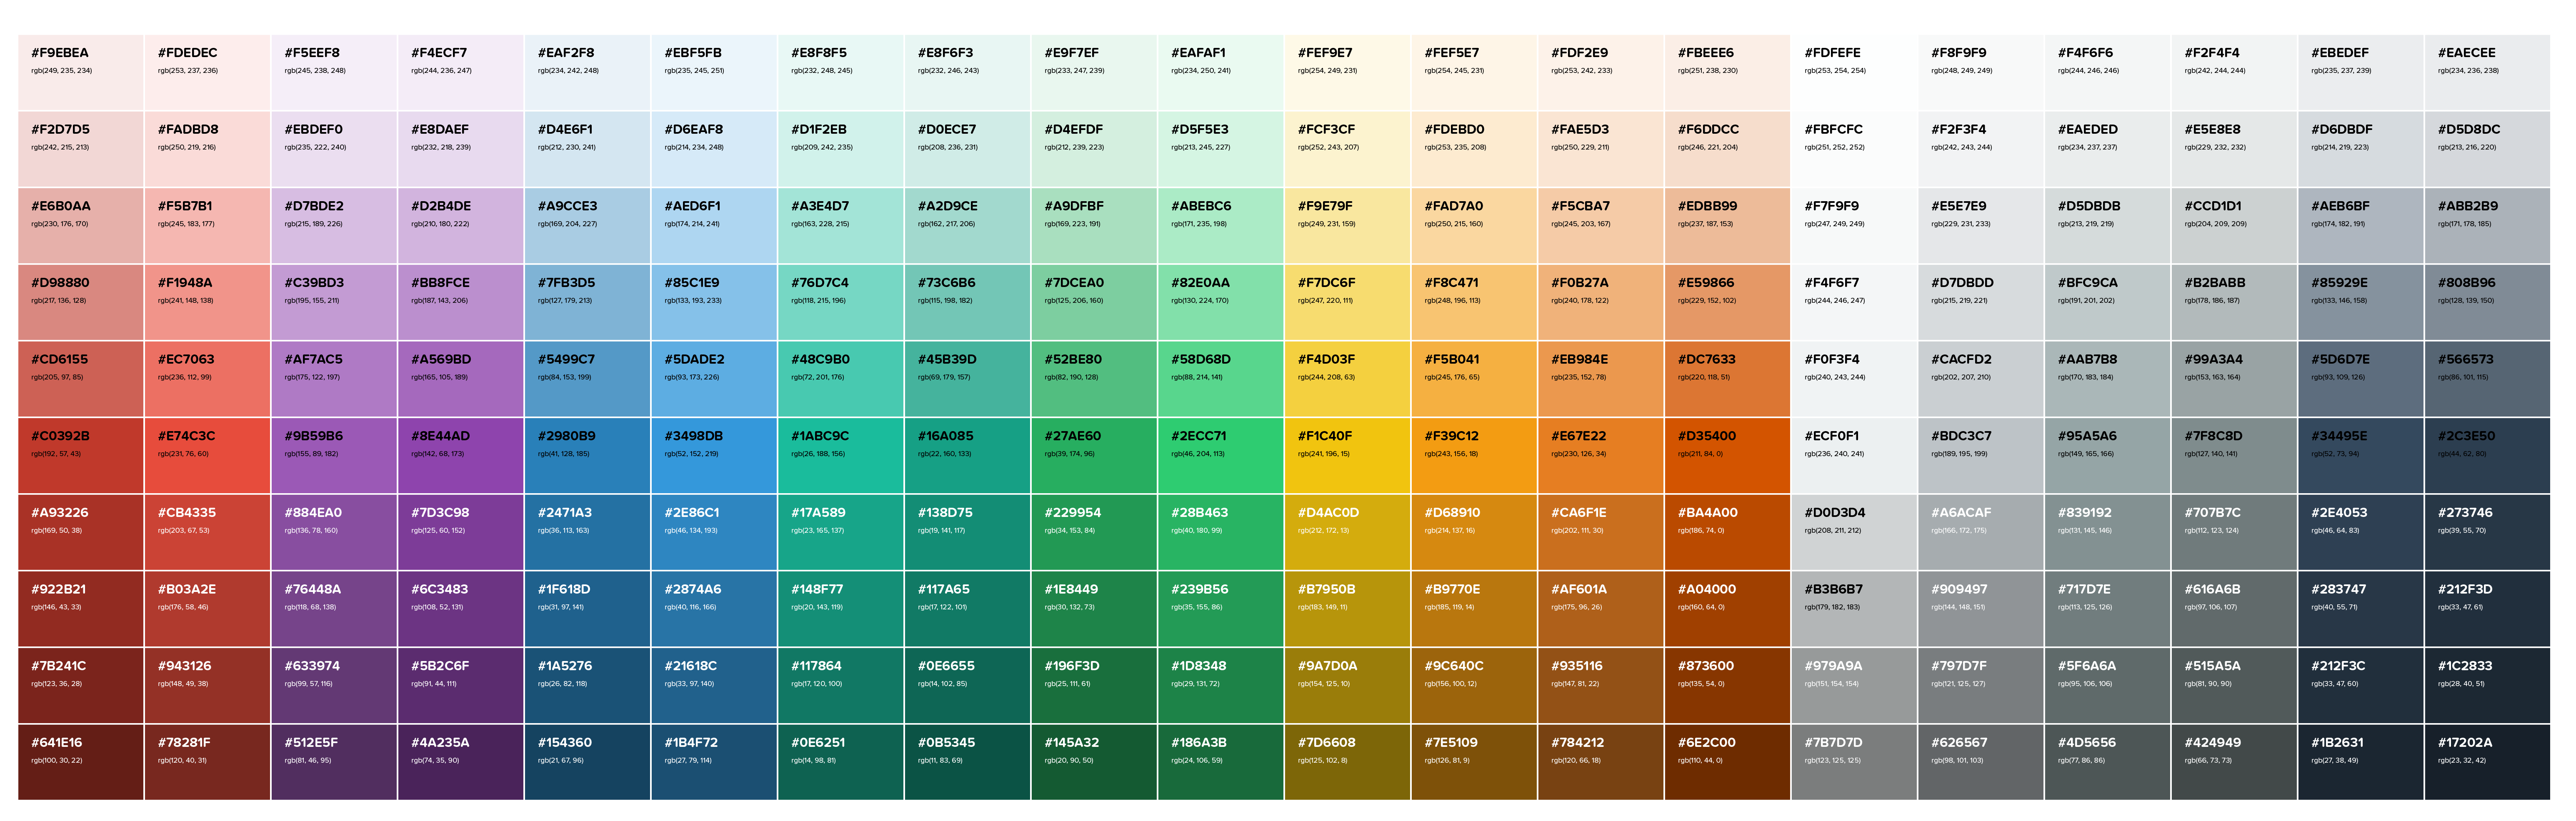 #F9EBEA #FDEDEC #F5EEF8 #F4ECF7 #EAF2F8 #EBF5FB #E8F8F5 #E8F6F3 #E9F7EF #EAFAF1 #FEF9E7 #FEF5E7 #FDF2E9 #FBEEE6 #FDFEFE #F8F9F9 #F4F6F6 #F2F4F4 #EBEDEF #EAECEE
rgb(249, 235, 234) rgb(253, 237, 236) rgb(245, 238, 248) rgb(244, 236, 247) rgb(234, 242, 248) rgb(235, 245, 251) rgb(232, 248, 245) rgb(232, 246, 243) rgb(233, 247, 239) rgb(234, 250, 241) rgb(254, 249, 231) rgb(254, 245, 231) rgb(253, 242, 233) rgb(251, 238, 230) rgb(253, 254, 254) rgb(248, 249, 249) rgb(244, 246, 246) rgb(242, 244, 244) rgb(235, 237, 239) rgb(234, 236, 238)
#F2D7D5 #FADBD8 #EBDEF0 #E8DAEF #D4E6F1 #D6EAF8 #D1F2EB #D0ECE7 #D4EFDF #D5F5E3 #FCF3CF #FDEBD0 #FAE5D3 #F6DDCC #FBFCFC #F2F3F4 #EAEDED #E5E8E8 #D6DBDF #D5D8DC
rgb(242, 215, 213) rgb(250, 219, 216) rgb(235, 222, 240) rgb(232, 218, 239) rgb(212, 230, 241) rgb(214, 234, 248) rgb(209, 242, 235) rgb(208, 236, 231) rgb(212, 239, 223) rgb(213, 245, 227) rgb(252, 243, 207) rgb(253, 235, 208) rgb(250, 229, 211) rgb(246, 221, 204) rgb(251, 252, 252) rgb(242, 243, 244) rgb(234, 237, 237) rgb(229, 232, 232) rgb(214, 219, 223) rgb(213, 216, 220)
#E6B0AA #F5B7B1 #D7BDE2 #D2B4DE #A9CCE3 #AED6F1 #A3E4D7 #A2D9CE #A9DFBF #ABEBC6 #F9E79F #FAD7A0 #F5CBA7 #EDBB99 #F7F9F9 #E5E7E9 #D5DBDB #CCD1D1 #AEB6BF #ABB2B9
rgb(230, 176, 170) rgb(245, 183, 177) rgb(215, 189, 226) rgb(210, 180, 222) rgb(169, 204, 227) rgb(174, 214, 241) rgb(163, 228, 215) rgb(162, 217, 206) rgb(169, 223, 191) rgb(171, 235, 198) rgb(249, 231, 159) rgb(250, 215, 160) rgb(245, 203, 167) rgb(237, 187, 153) rgb(247, 249, 249) rgb(229, 231, 233) rgb(213, 219, 219) rgb(204, 209, 209) rgb(174, 182, 191) rgb(171, 178, 185)
#D98880 #F1948A #C39BD3 #BB8FCE #7FB3D5 #85C1E9 #76D7C4 #73C6B6 #7DCEA0 #82E0AA #F7DC6F #F8C471 #F0B27A #E59866 #F4F6F7 #D7DBDD #BFC9CA #B2BABB #85929E #808B96
rgb(217, 136, 128) rgb(241, 148, 138) rgb(195, 155, 211) rgb(187, 143, 206) rgb(127, 179, 213) rgb(133, 193, 233) rgb(118, 215, 196) rgb(115, 198, 182) rgb(125, 206, 160) rgb(130, 224, 170) rgb(247, 220, 111) rgb(248, 196, 113) rgb(240, 178, 122) rgb(229, 152, 102) rgb(244, 246, 247) rgb(215, 219, 221) rgb(191, 201, 202) rgb(178, 186, 187) rgb(133, 146, 158) rgb(128, 139, 150)
#CD6155 #EC7063 #AF7AC5 #A569BD #5499C7 #5DADE2 #48C9B0 #45B39D #52BE80 #58D68D #F4D03F #F5B041 #EB984E #DC7633 #F0F3F4 #CACFD2 #AAB7B8 #99A3A4 #5D6D7E #566573
rgb(205, 97, 85) rgb(236, 112, 99) rgb(175, 122, 197) rgb(165, 105, 189) rgb(84, 153, 199) rgb(93, 173, 226) rgb(72, 201, 176) rgb(69, 179, 157) rgb(82, 190, 128) rgb(88, 214, 141) rgb(244, 208, 63) rgb(245, 176, 65) rgb(235, 152, 78) rgb(220, 118, 51) rgb(240, 243, 244) rgb(202, 207, 210) rgb(170, 183, 184) rgb(153, 163, 164) rgb(93, 109, 126) rgb(86, 101, 115)
#C0392B #E74C3C #9B59B6 #8E44AD #2980B9 #3498DB #1ABC9C #16A085 #27AE60 #2ECC71 #F1C40F #F39C12 #E67E22 #D35400 #ECF0F1 #BDC3C7 #95A5A6 #7F8C8D #34495E #2C3E50
rgb(192, 57, 43) rgb(231, 76, 60) rgb(155, 89, 182) rgb(142, 68, 173) rgb(41, 128, 185) rgb(52, 152, 219) rgb(26, 188, 156) rgb(22, 160, 133) rgb(39, 174, 96) rgb(46, 204, 113) rgb(241, 196, 15) rgb(243, 156, 18) rgb(230, 126, 34) rgb(211, 84, 0) rgb(236, 240, 241) rgb(189, 195, 199) rgb(149, 165, 166) rgb(127, 140, 141) rgb(52, 73, 94) rgb(44, 62, 80)
#A93226 #CB4335 #884EA0 #7D3C98 #2471A3 #2E86C1 #17A589 #138D75 #229954 #28B463 #D4AC0D #D68910 #CA6F1E #BA4A00 #D0D3D4 #A6ACAF #839192 #707B7C #2E4053 #273746
rgb(169, 50, 38) rgb(203, 67, 53) rgb(136, 78, 160) rgb(125, 60, 152) rgb(36, 113, 163) rgb(46, 134, 193) rgb(23, 165, 137) rgb(19, 141, 117) rgb(34, 153, 84) rgb(40, 180, 99) rgb(212, 172, 13) rgb(214, 137, 16) rgb(202, 111, 30) rgb(186, 74, 0) rgb(208, 211, 212) rgb(166, 172, 175) rgb(131, 145, 146) rgb(112, 123, 124) rgb(46, 64, 83) rgb(39, 55, 70)
#922B21 #B03A2E #76448A #6C3483 #1F618D #2874A6 #148F77 #117A65 #1E8449 #239B56 #B7950B #B9770E #AF601A #A04000 #B3B6B7 #909497 #717D7E #616A6B #283747 #212F3D
rgb(146, 43, 33) rgb(176, 58, 46) rgb(118, 68, 138) rgb(108, 52, 131) rgb(31, 97, 141) rgb(40, 116, 166) rgb(20, 143, 119) rgb(17, 122, 101) rgb(30, 132, 73) rgb(35, 155, 86) rgb(183, 149, 11) rgb(185, 119, 14) rgb(175, 96, 26) rgb(160, 64, 0) rgb(179, 182, 183) rgb(144, 148, 151) rgb(113, 125, 126) rgb(97, 106, 107) rgb(40, 55, 71) rgb(33, 47, 61)
#7B241C #943126 #633974 #5B2C6F #1A5276 #21618C #117864 #0E6655 #196F3D #1D8348 #9A7D0A #9C640C #935116 #873600 #979A9A #797D7F #5F6A6A #515A5A #212F3C #1C2833
rgb(123, 36, 28) rgb(148, 49, 38) rgb(99, 57, 116) rgb(91, 44, 111) rgb(26, 82, 118) rgb(33, 97, 140) rgb(17, 120, 100) rgb(14, 102, 85) rgb(25, 111, 61) rgb(29, 131, 72) rgb(154, 125, 10) rgb(156, 100, 12) rgb(147, 81, 22) rgb(135, 54, 0) rgb(151, 154, 154) rgb(121, 125, 127) rgb(95, 106, 106) rgb(81, 90, 90) rgb(33, 47, 60) rgb(28, 40, 51)
#641E16 #78281F #512E5F #4A235A #154360 #1B4F72 #0E6251 #0B5345 #145A32 #186A3B #7D6608 #7E5109 #784212 #6E2C00 #7B7D7D #626567 #4D5656 #424949 #1B2631 #17202A
rgb(100, 30, 22) rgb(120, 40, 31) rgb(81, 46, 95) rgb(74, 35, 90) rgb(21, 67, 96) rgb(27, 79, 114) rgb(14, 98, 81) rgb(11, 83, 69) rgb(20, 90, 50) rgb(24, 106, 59) rgb(125, 102, 8) rgb(126, 81, 9) rgb(120, 66, 18) rgb(110, 44, 0) rgb(123, 125, 125) rgb(98, 101, 103) rgb(77, 86, 86) rgb(66, 73, 73) rgb(27, 38, 49) rgb(23, 32, 42)